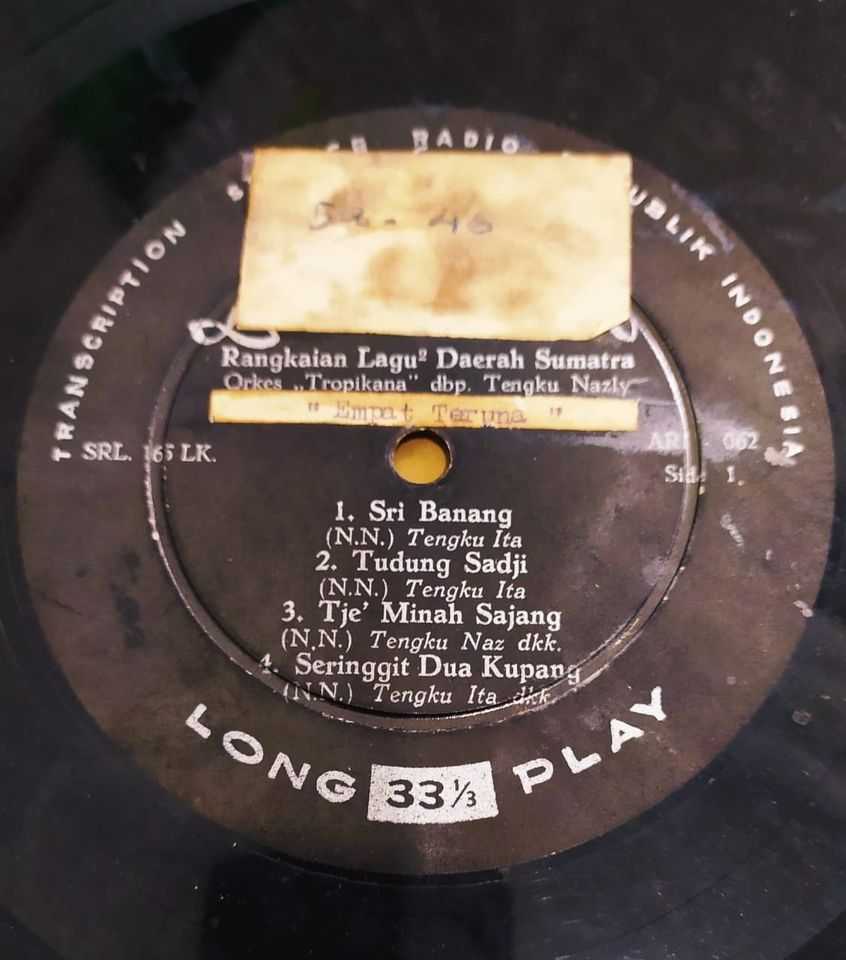 TRANSCRIPTION RADIO INDONESIA
Rangkaian Lagu² Daerah Sumatra
Orkes „Tropikana" dbp. Tengku Nazly
" Empat Taruna "
SRL. 165 LK.
062
Side 1.
1. Sri Banang
(N.N.) Tengku Ita
2. Tudung Sadji
(N.N.) Tengku Ita
3. Tje' Minah Sajang
(N.N.) Tengku Naz dkk.
4. Seringgit Dua Kupang
(N.N.) Tengku Ita dkk
LONG 33⅓ PLAY